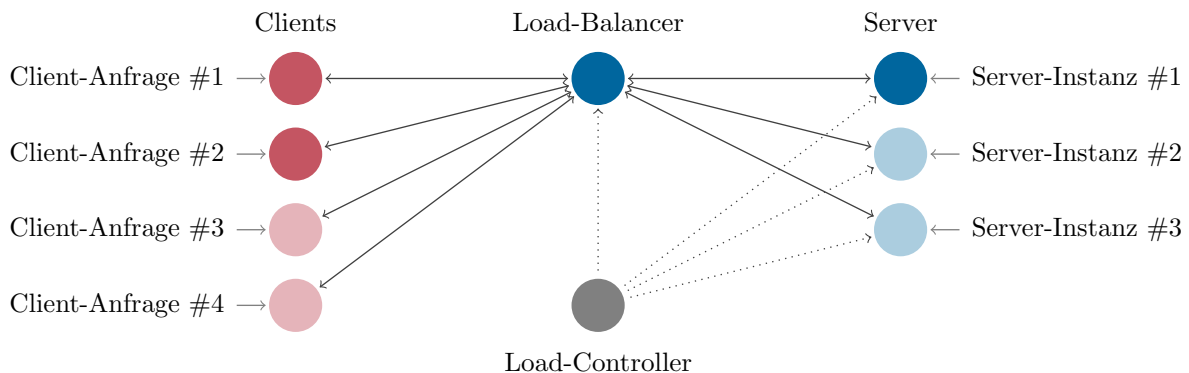 Clients
Load-Balancer
Server
Client-Anfrage #1
Server-Instanz #1
Client-Anfrage #2
Server-Instanz #2
Client-Anfrage #3
Server-Instanz #3
Client-Anfrage #4
Load-Controller